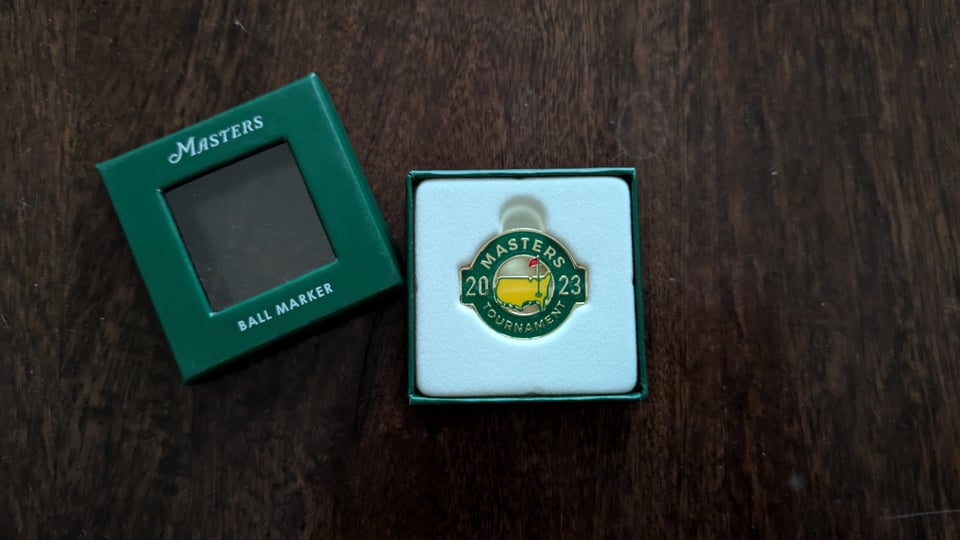 MASTERS
BALL MARKER
MASTERS
20 23
TOURNAMENT